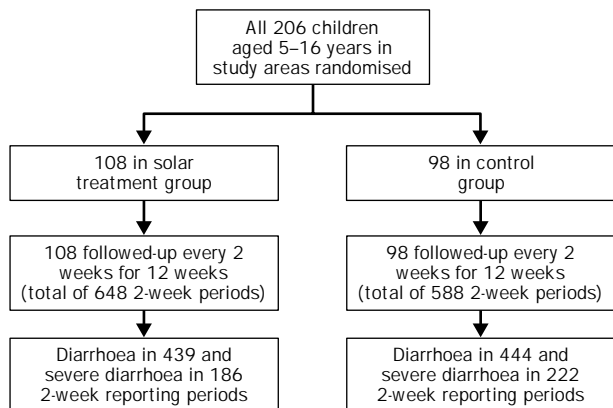 All 206 children
aged 5–16 years in
study areas randomised
108 in solar
treatment group
98 in control
group
108 followed-up every 2
weeks for 12 weeks
(total of 648 2-week periods)
98 followed-up every 2
weeks for 12 weeks
(total of 588 2-week periods)
Diarrhoea in 439 and
severe diarrhoea in 186
2-week reporting periods
Diarrhoea in 444 and
severe diarrhoea in 222
2-week reporting periods